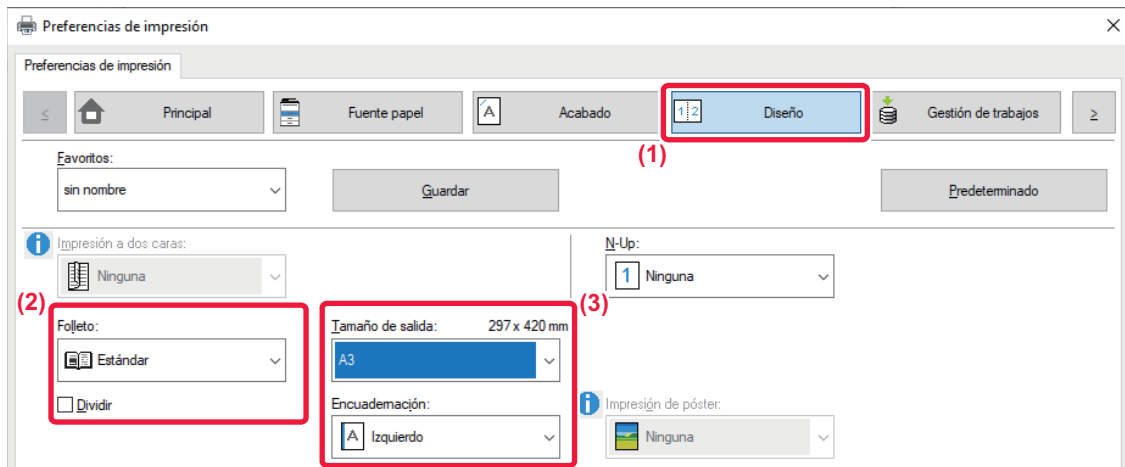 Preferencias de impresión
Preferencias de impresión
≤ Principal Fuente papel A Acabado 1 2 Diseño Gestión de trabajos ≥
(1)
Favoritos:
sin nombre Guardar Predeterminado
Impresión a dos caras: N-Up:
Ninguna 1 Ninguna
(2) (3)
Folleto: Tamaño de salida: 297 x 420 mm
Estándar A3
Dividir Encuadernación: Impresión de póster:
A Izquierdo Ninguna